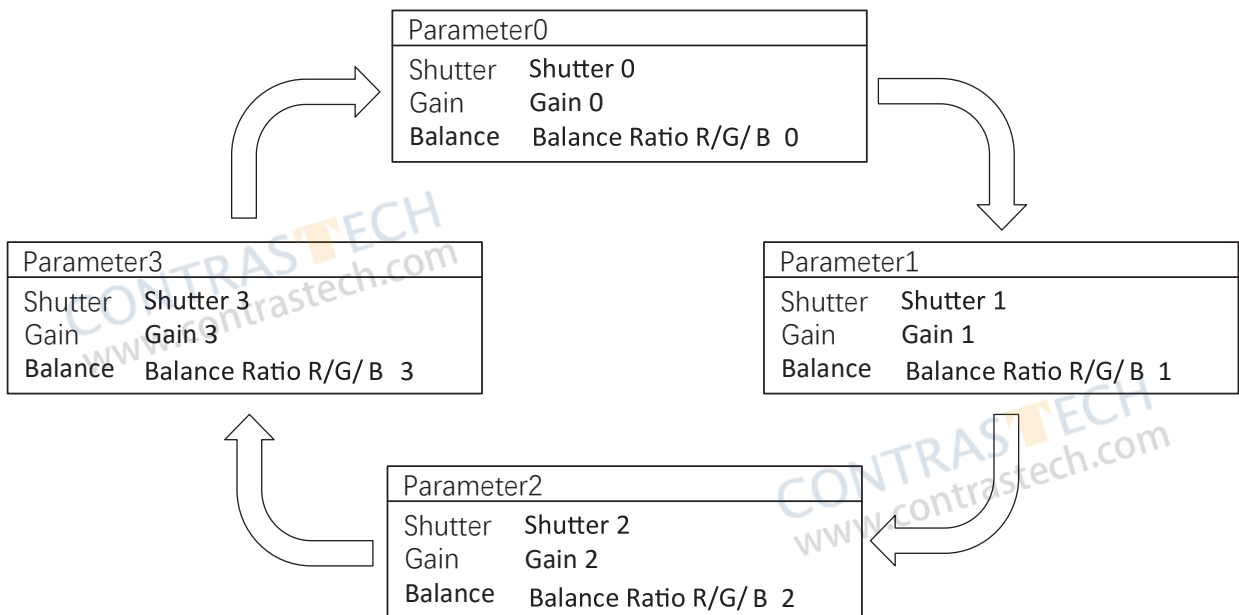 Parameter0
Shutter Shutter 0
Gain Gain 0
Balance Balance Ratio R/G/ B 0
Parameter3
Shutter Shutter 3
Gain Gain 3
Balance Balance Ratio R/G/ B 3
CONTRASTECH
www.contrastech.com
Parameter1
Shutter Shutter 1
Gain Gain 1
Balance Balance Ratio R/G/ B 1
Parameter2
Shutter Shutter 2
Gain Gain 2
Balance Balance Ratio R/G/ B 2
CONTRASTECH
www.contrastech.com